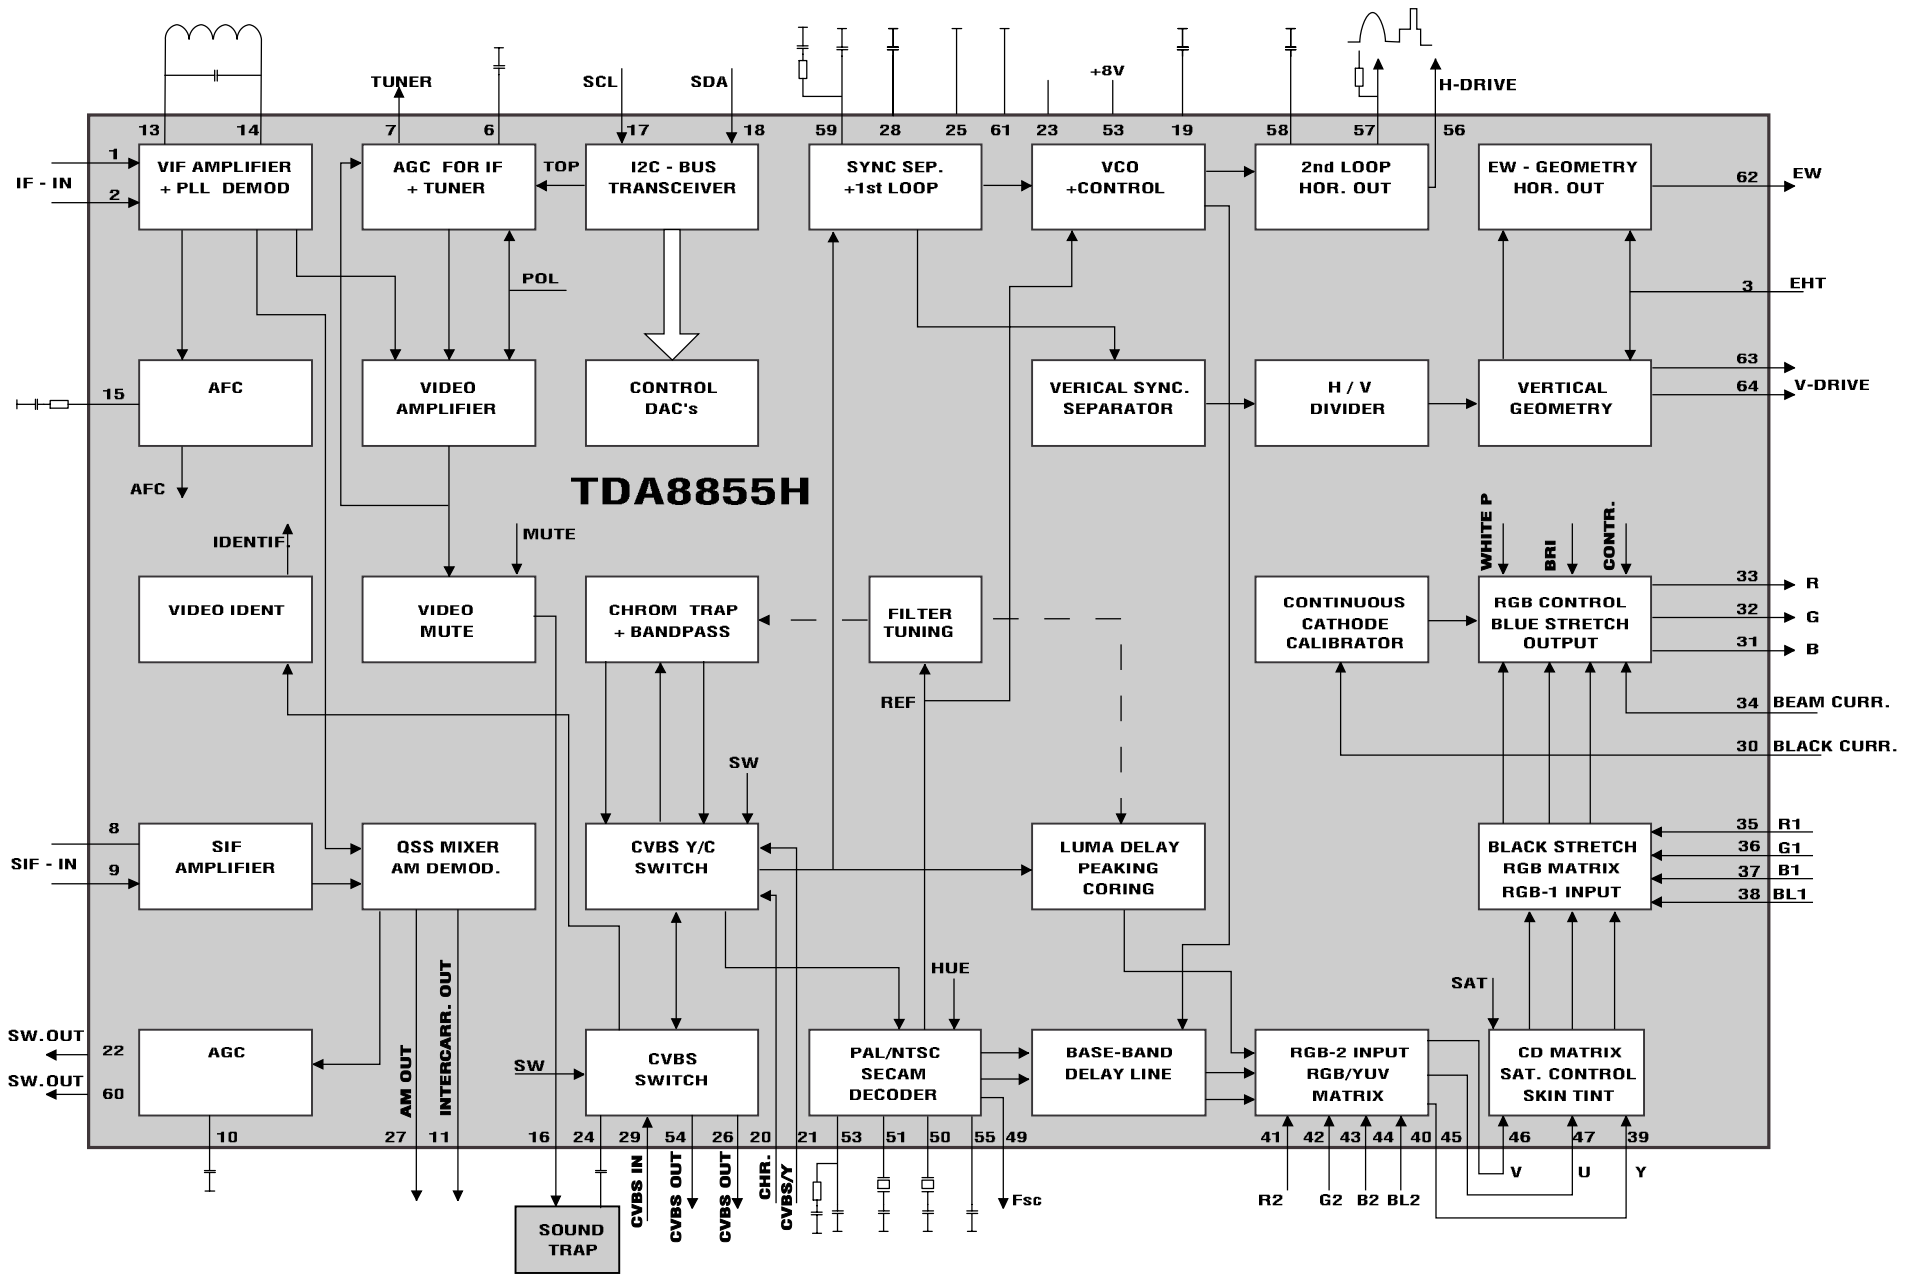 TUNER
SCL
SDA
+8V
H-DRIVE
13 14 7 6 17 18 59 28 25 61 23 53 19 58 57 56
IF - IN
1
2
VIF AMPLIFIER
+ PLL DEMOD
AGC FOR IF
+ TUNER
TOP
I2C - BUS
TRANSCEIVER
SYNC SEP.
+1st LOOP
VCO
+CONTROL
2nd LOOP
HOR. OUT
EW - GEOMETRY
HOR. OUT
62 EW
POL
3 EHT
15
AFC
VIDEO
AMPLIFIER
CONTROL
DAC's
VERICAL SYNC.
SEPARATOR
H / V
DIVIDER
VERTICAL
GEOMETRY
63
64
V-DRIVE
AFC
TDA8855H
IDENTIF.
MUTE
WHITE P
BRI
CONTR.
VIDEO IDENT
VIDEO
MUTE
CHROM TRAP
+ BANDPASS
FILTER
TUNING
CONTINUOUS
CATHODE
CALIBRATOR
RGB CONTROL
BLUE STRETCH
OUTPUT
33 R
32 G
31 B
REF
34 BEAM CURR.
30 BLACK CURR.
SW
SIF - IN
8
9
SIF
AMPLIFIER
QSS MIXER
AM DEMOD.
CVBS Y/C
SWITCH
LUMA DELAY
PEAKING
CORING
BLACK STRETCH
RGB MATRIX
RGB-1 INPUT
35 R1
36 G1
37 B1
38 BL1
HUE
SAT
SW.OUT
22
SW.OUT
60
AGC
AM OUT
INTERCARR. OUT
SW
CVBS
SWITCH
PAL/NTSC
SECAM
DECODER
BASE-BAND
DELAY LINE
RGB-2 INPUT
RGB/YUV
MATRIX
CD MATRIX
SAT. CONTROL
SKIN TINT
10 27 11 16 24 29 54 26 20 21 53 51 50 55 49 41 42 43 44 40 45 46 47 39
CVBS IN
CVBS OUT
CVBS OUT
CHR.
CVBS/Y
Fsc
R2 G2 B2 BL2
V U Y
SOUND
TRAP